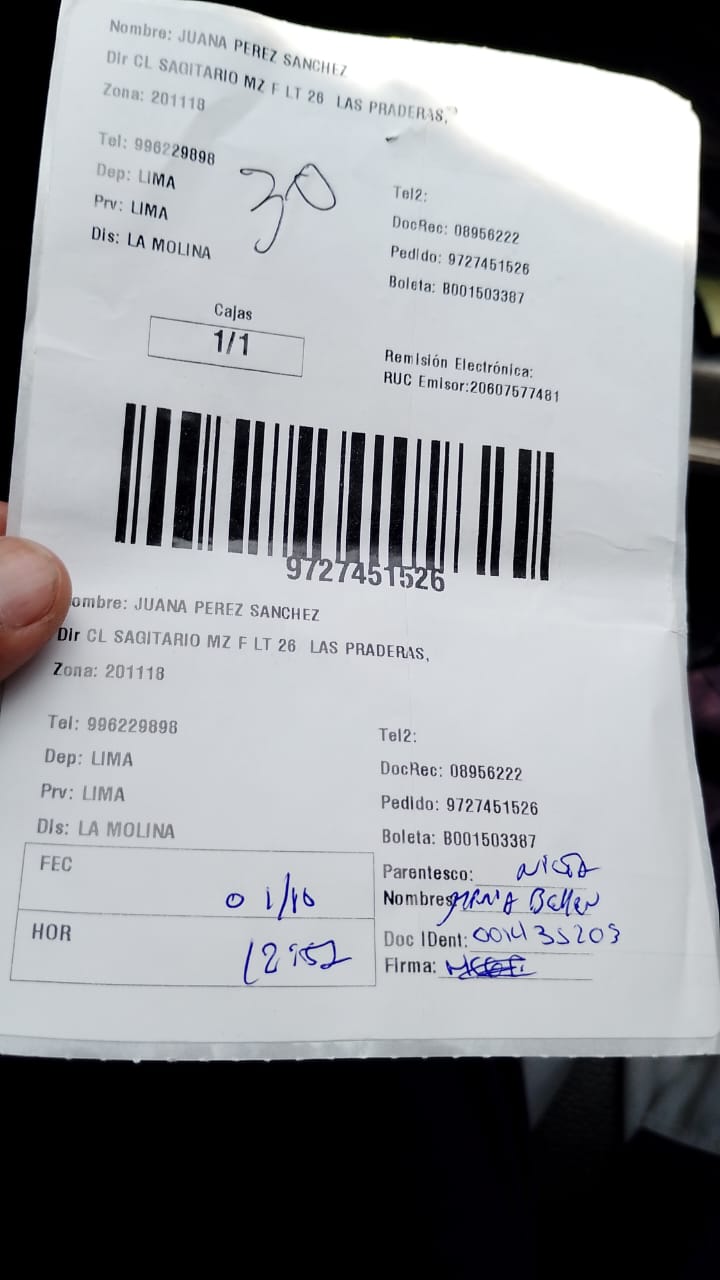 Nombre: JUANA PEREZ SANCHEZ
Dir CL SAGITARIO MZ F LT 26 LAS PRADERAS,
Zona: 201118
Tel: 996229898
Dep: LIMA
Prv: LIMA
Dis: LA MOLINA
30
Tel2:
DocRec: 08956222
Pedido: 9727451526
Boleta: B001503387
Cajas
1/1
Remisión Electrónica:
RUC Emisor:20607577481
9727451526
ombre: JUANA PEREZ SANCHEZ
Dir CL SAGITARIO MZ F LT 26 LAS PRADERAS,
Zona: 201118
Tel: 996229898
Dep: LIMA
Prv: LIMA
Dis: LA MOLINA
Tel2:
DocRec: 08956222
Pedido: 9727451526
Boleta: B001503387
FEC 01/10
HOR
Parentesco:
Nombres
Doc IDent: 001435203
Firma: